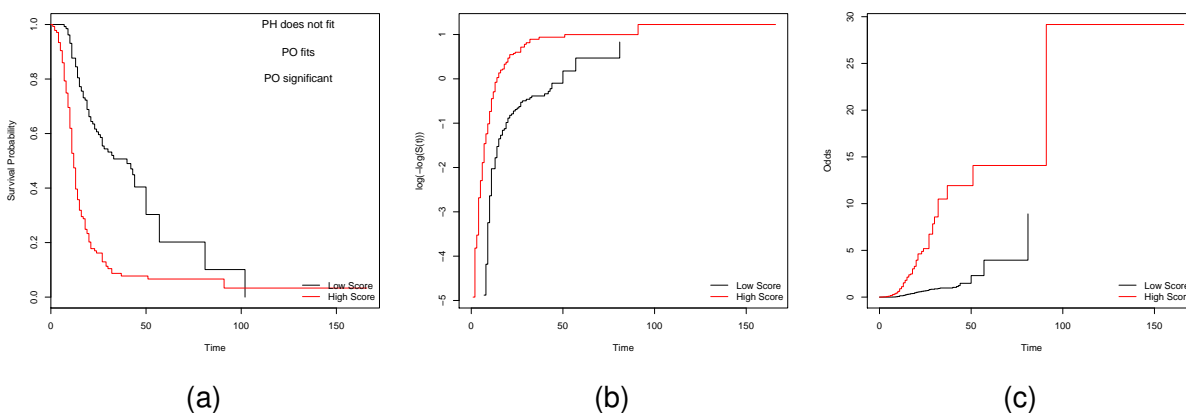 PH does not fit
PO fits
PO significant
Survival Probability
0.0
0.2
0.4
0.6
0.8
1.0
Low Score
High Score
0
50
100
150
Time
(a)
log(−log(S(t)))
−5
−4
−3
−2
−1
0
1
Low Score
High Score
0
50
100
150
Time
(b)
Odds
0
5
10
15
20
25
30
Low Score
High Score
0
50
100
150
Time
(c)